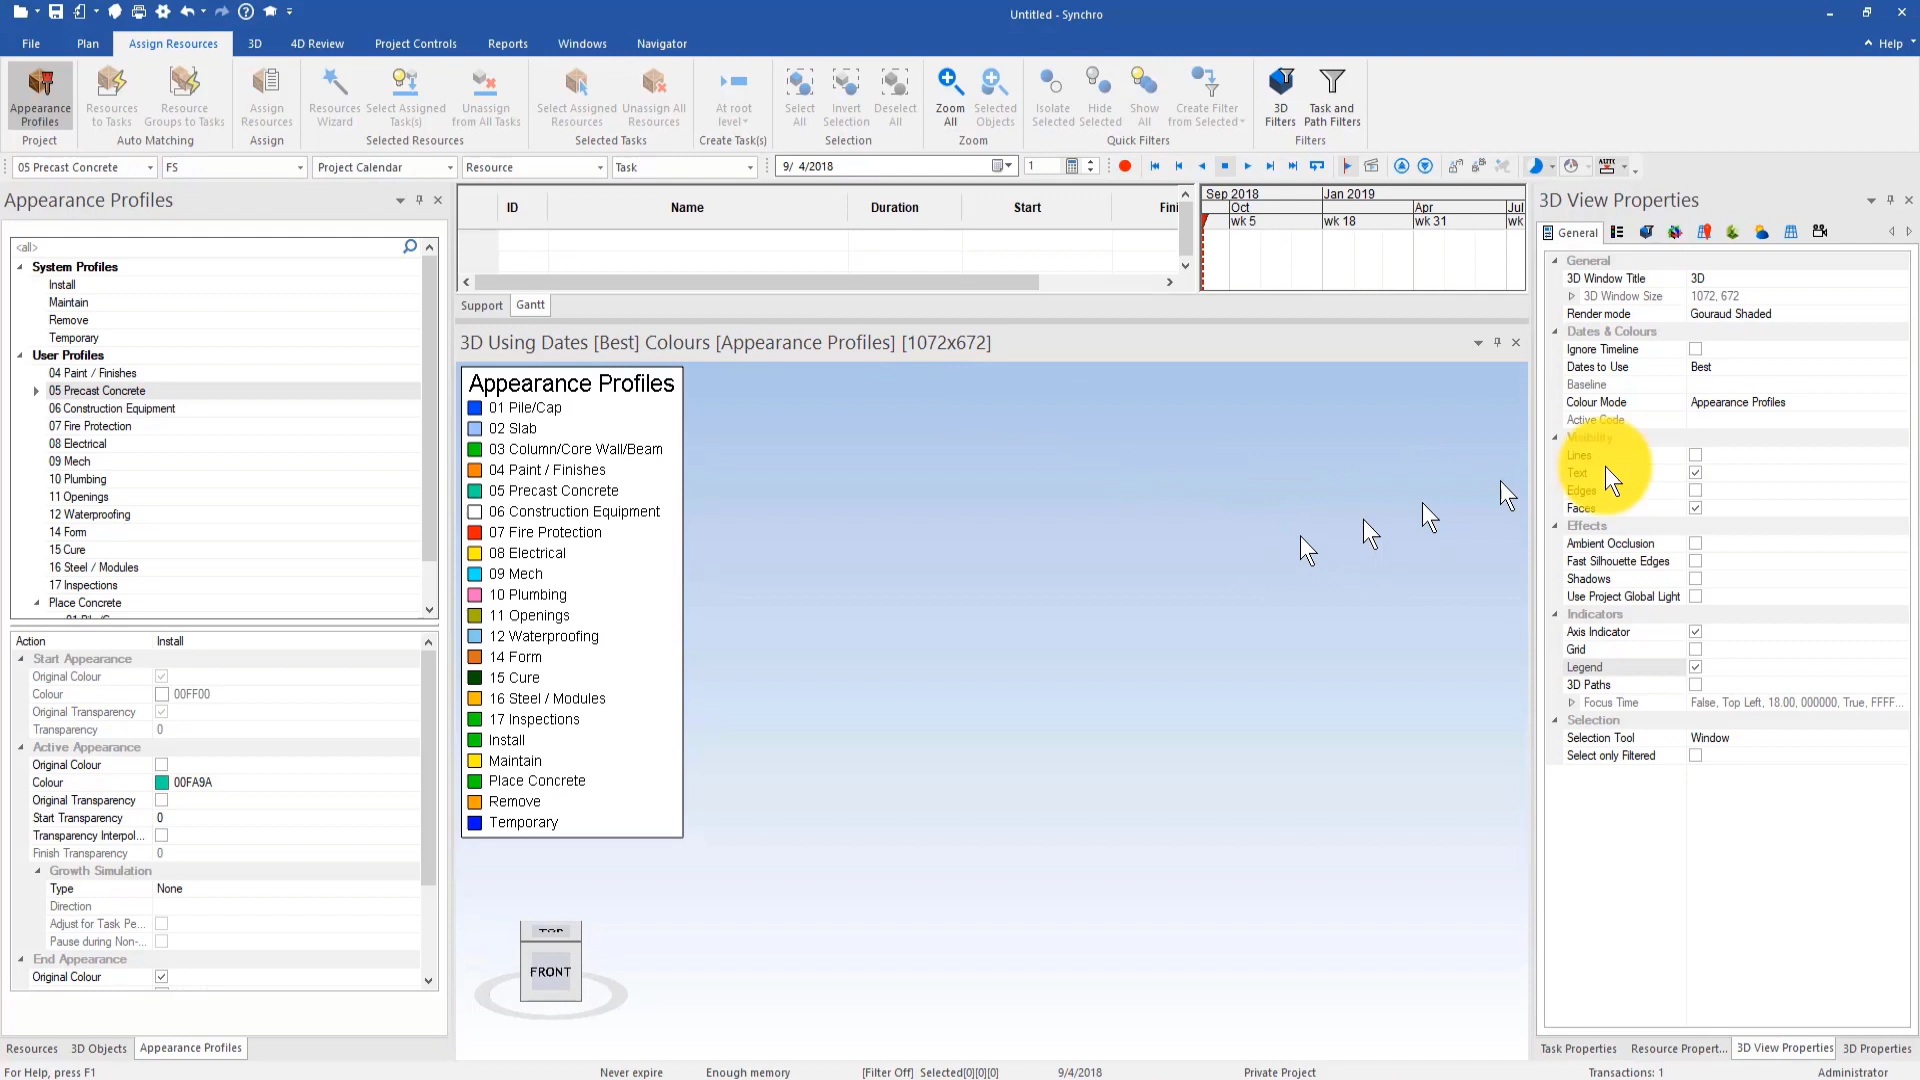 Untitled - Synchro
File Plan Assign Resources 3D 4D Review Project Controls Reports Windows Navigator Help
Appearance Profiles
Resources to Tasks
Resource Groups to Tasks
Assign Resources
Resources Wizard
Select Assigned Task(s)
Unassign from All Tasks
Select Assigned Resources
Unassign All Resources
At root level
Select All
Invert Selection
Deselect All
Zoom All
Selected Objects
Isolate Selected
Hide Selected
Show All
Create Filter from Selected
3D Filters
Task and Path Filters
Project Auto Matching Assign Selected Resources Selected Tasks Create Task(s) Selection Zoom Quick Filters Filters
05 Precast Concrete FS Project Calendar Resource Task 9/ 4/2018 1
Appearance Profiles
<all>
System Profiles
Install
Maintain
Remove
Temporary
User Profiles
04 Paint / Finishes
05 Precast Concrete
06 Construction Equipment
07 Fire Protection
08 Electrical
09 Mech
10 Plumbing
11 Openings
12 Waterproofing
14 Form
15 Cure
16 Steel / Modules
17 Inspections
Place Concrete
Action Install
Start Appearance
Original Colour
Colour 00FF00
Original Transparency
Transparency 0
Active Appearance
Original Colour
Colour 00FA9A
Original Transparency
Start Transparency 0
Transparency Interpol...
Finish Transparency 0
Growth Simulation
Type None
Direction
Adjust for Task Pe...
Pause during Non-...
End Appearance
Original Colour
Resources 3D Objects Appearance Profiles
ID Name Duration Start Fini
Sep 2018 Jan 2019
Oct Apr Jul
wk 5 wk 18 wk 31 wk
Support Gantt
3D Using Dates [Best] Colours [Appearance Profiles] [1072x672]
Appearance Profiles
01 Pile/Cap
02 Slab
03 Column/Core Wall/Beam
04 Paint / Finishes
05 Precast Concrete
06 Construction Equipment
07 Fire Protection
08 Electrical
09 Mech
10 Plumbing
11 Openings
12 Waterproofing
14 Form
15 Cure
16 Steel / Modules
17 Inspections
Install
Maintain
Place Concrete
Remove
Temporary
TOP
FRONT
3D View Properties
General
General
3D Window Title 3D
3D Window Size 1072, 672
Render mode Gouraud Shaded
Dates & Colours
Ignore Timeline
Dates to Use Best
Baseline
Colour Mode Appearance Profiles
Active Code
Visibility
Lines
Text
Edges
Faces
Effects
Ambient Occlusion
Fast Silhouette Edges
Shadows
Use Project Global Light
Indicators
Axis Indicator
Grid
Legend
3D Paths
Focus Time False, Top Left, 18.00, 000000, True, FFFF...
Selection
Selection Tool Window
Select only Filtered
Task Properties Resource Propert... 3D View Properties 3D Properties
For Help, press F1 Never expire Enough memory [Filter Off] Selected[0][0][0] 9/4/2018 Private Project Transactions: 1 Administrator